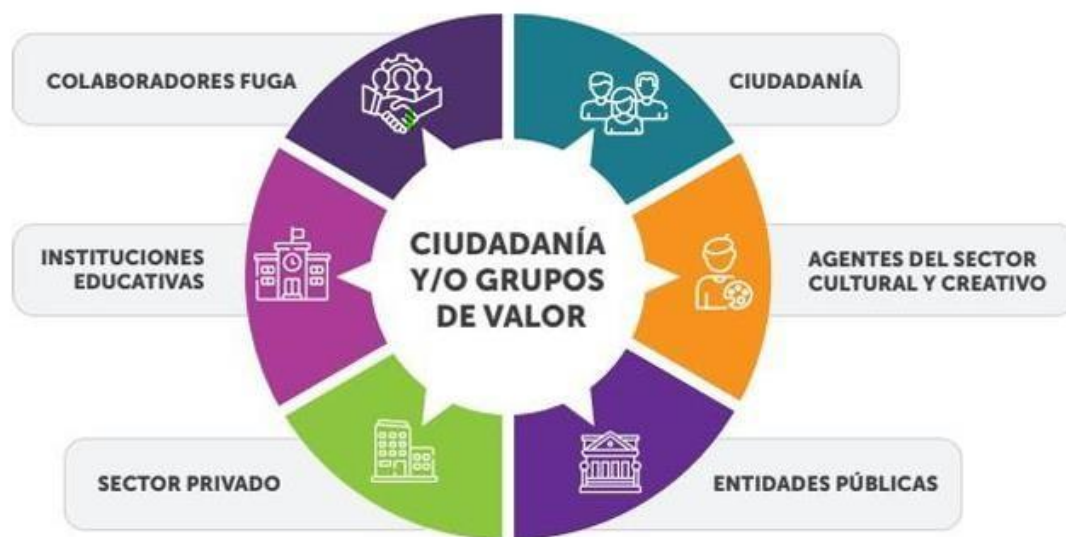 COLABORADORES FUGA
CIUDADANÍA
INSTITUCIONES
EDUCATIVAS
CIUDADANÍA
Y/O GRUPOS
DE VALOR
AGENTES DEL SECTOR
CULTURAL Y CREATIVO
SECTOR PRIVADO
ENTIDADES PÚBLICAS